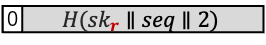 0 H(sk_r ∥ seq ∥ 2)